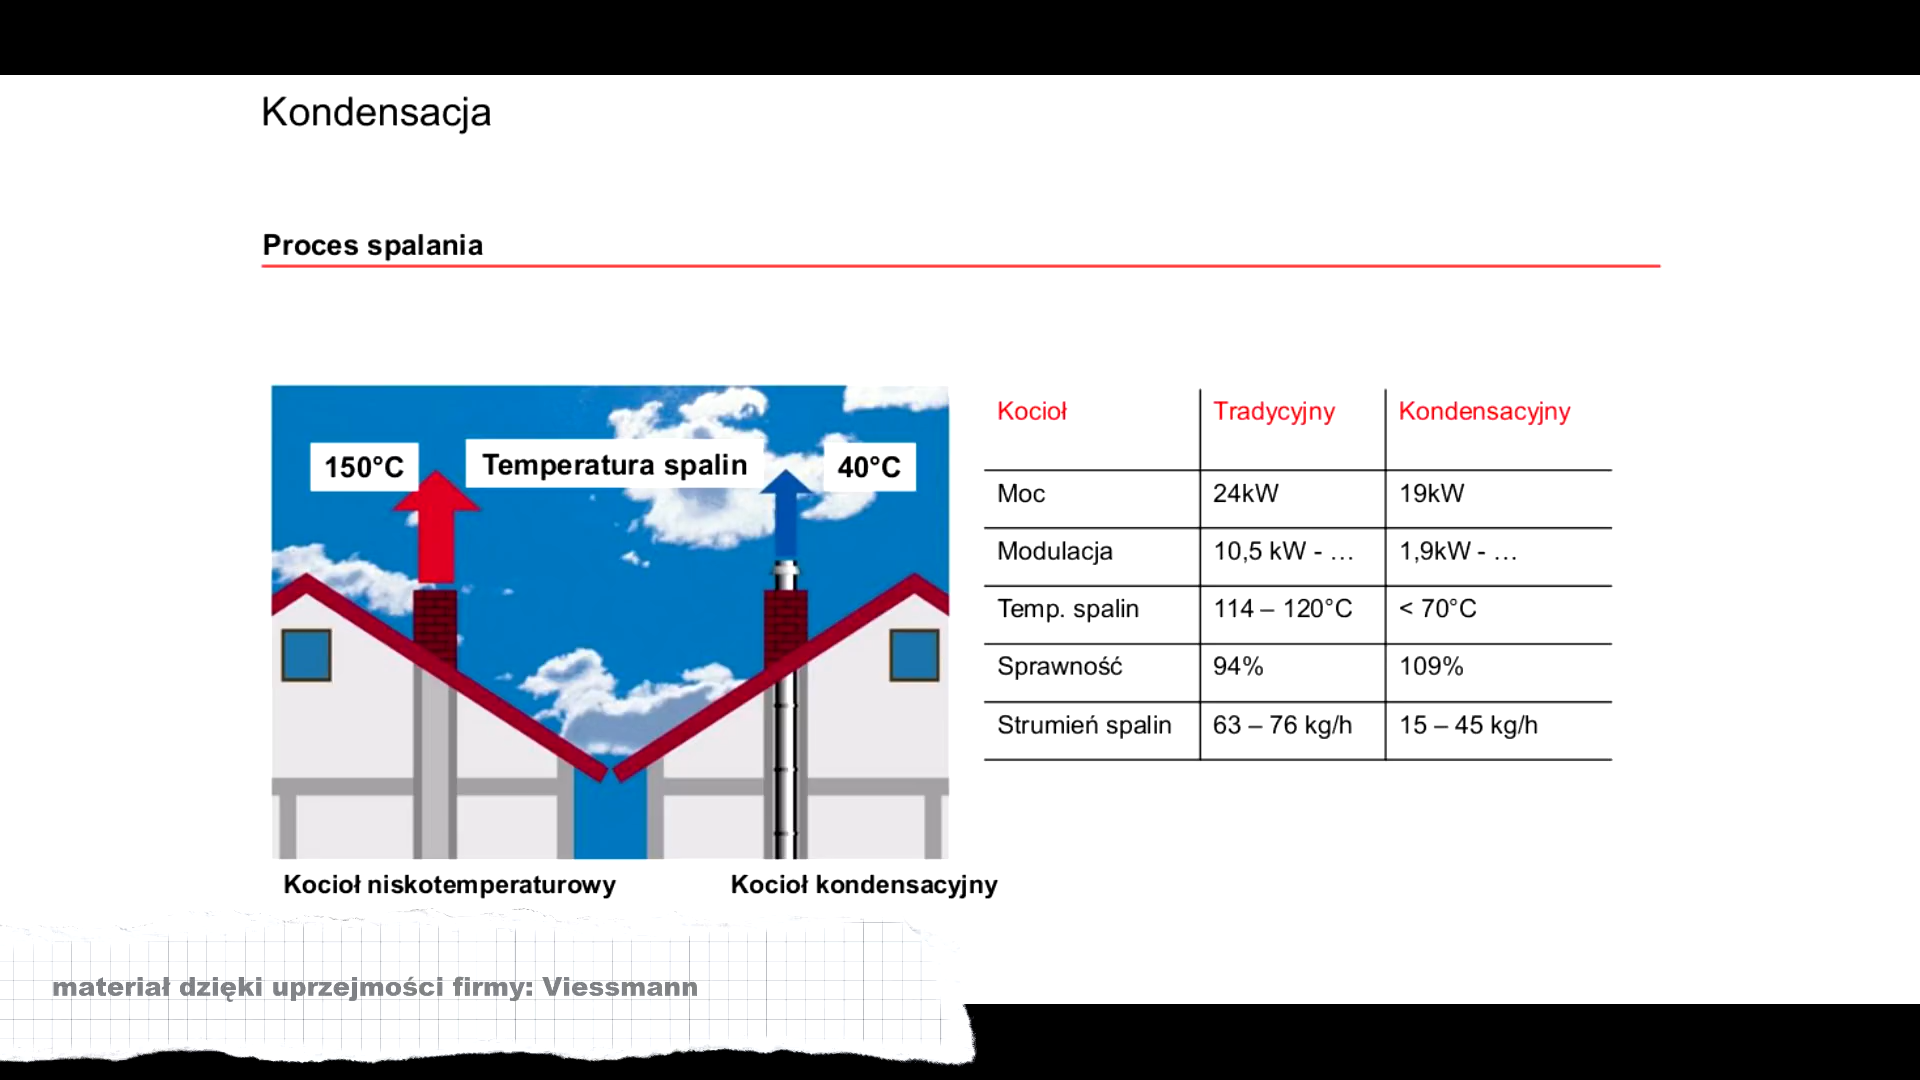 Kondensacja
Proces spalania
150°C
Temperatura spalin
40°C
Kocioł niskotemperaturowy
Kocioł kondensacyjny
Kocioł Tradycyjny Kondensacyjny
Moc 24kW 19kW
Modulacja 10,5 kW - … 1,9kW - …
Temp. spalin 114 – 120°C < 70°C
Sprawność 94% 109%
Strumień spalin 63 – 76 kg/h 15 – 45 kg/h
materiał dzięki uprzejmości firmy: Viessmann